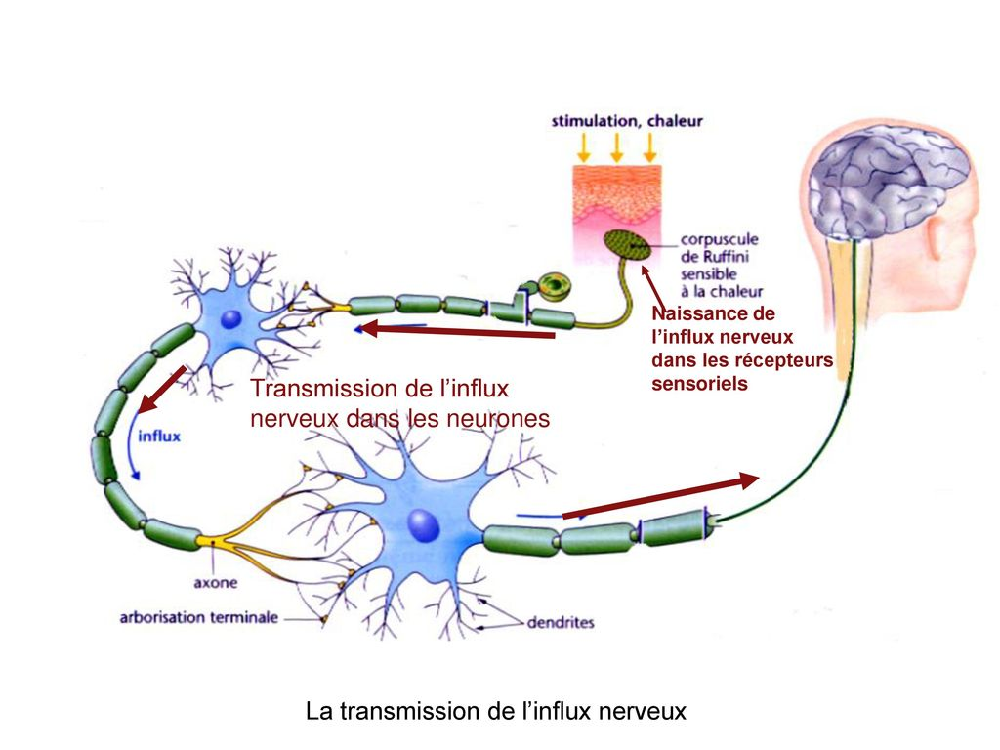 stimulation, chaleur
corpuscule
de Ruffini
sensible
à la chaleur
Naissance de
l’influx nerveux
dans les récepteurs
sensoriels
Transmission de l’influx
nerveux dans les neurones
influx
axone
arborisation terminale
dendrites
La transmission de l’influx nerveux